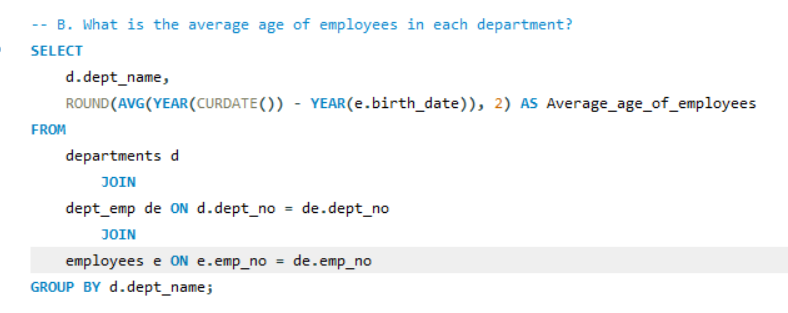 -- B. What is the average age of employees in each department?
SELECT
    d.dept_name,
    ROUND(AVG(YEAR(CURDATE()) - YEAR(e.birth_date)), 2) AS Average_age_of_employees
FROM
    departments d
        JOIN
    dept_emp de ON d.dept_no = de.dept_no
        JOIN
    employees e ON e.emp_no = de.emp_no
GROUP BY d.dept_name;